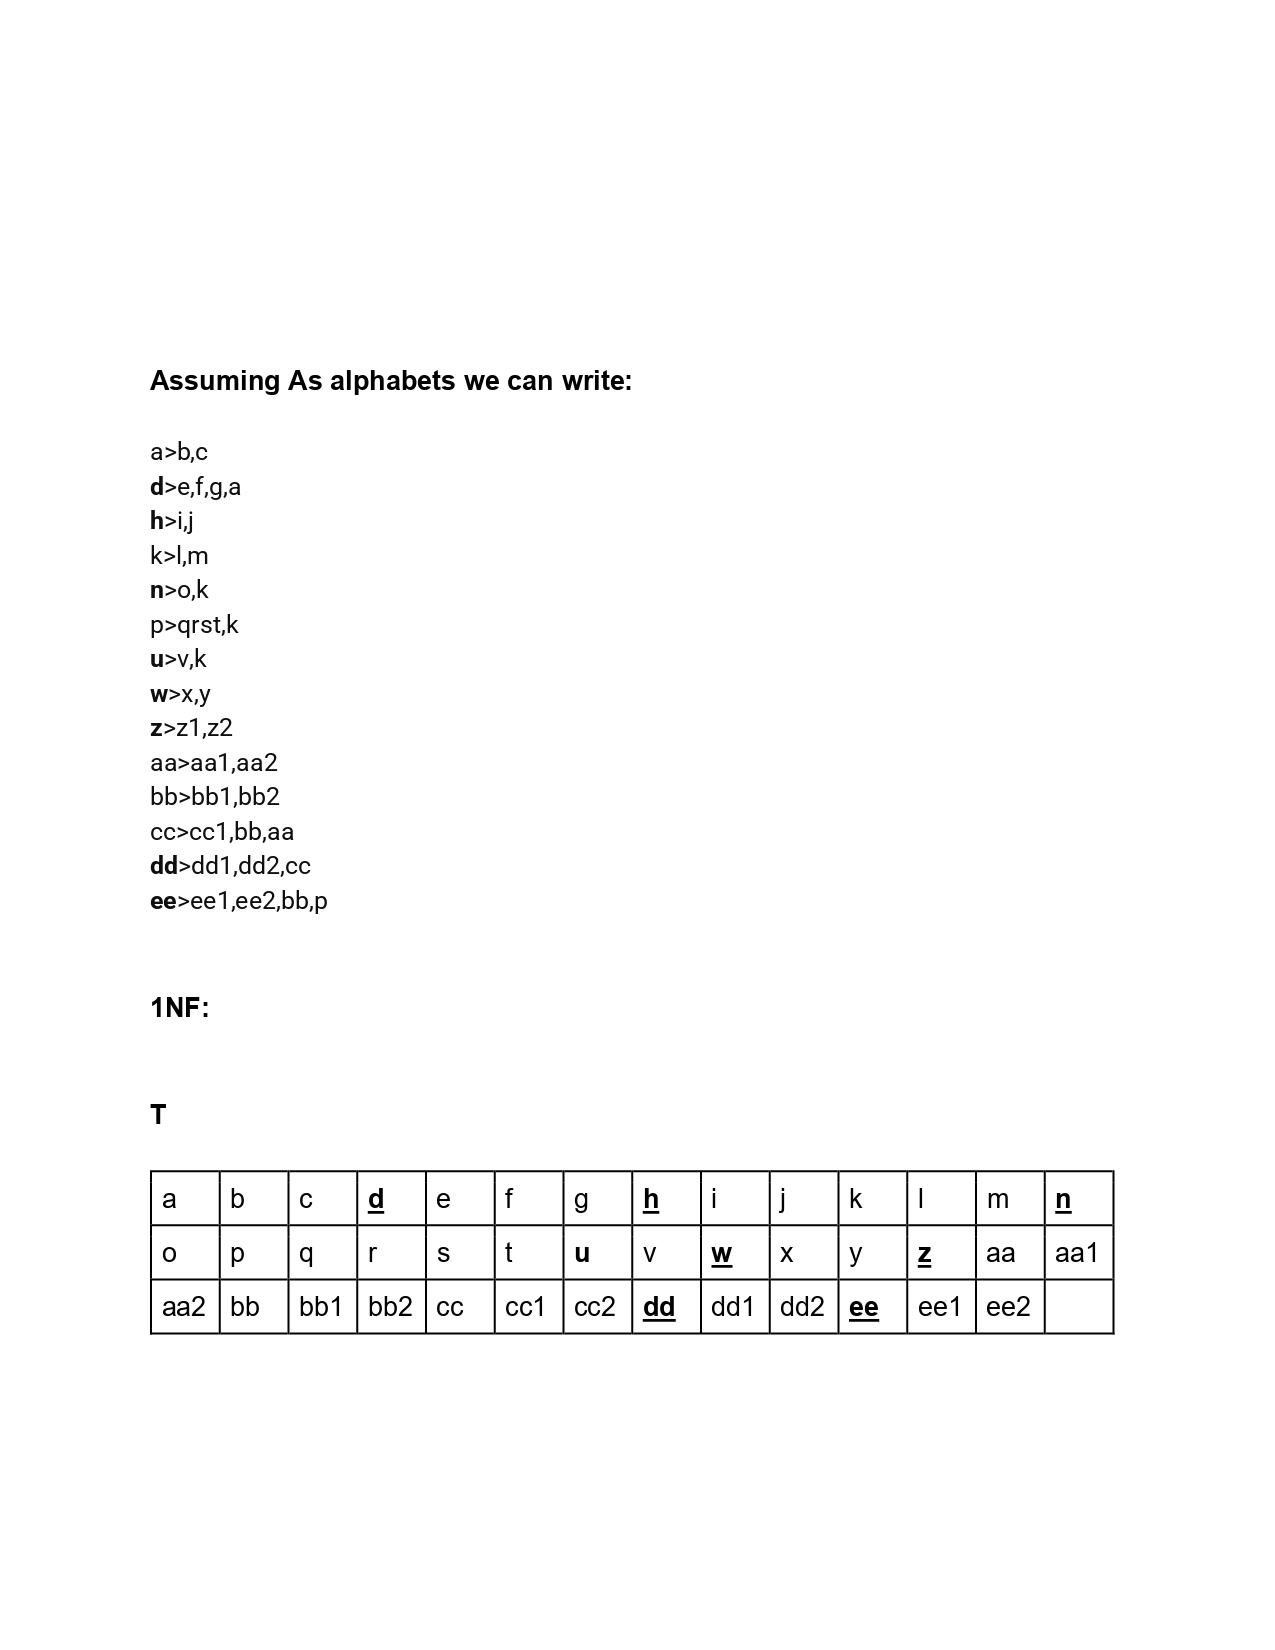 Assuming As alphabets we can write:
a>b,c
d>e,f,g,a
h>i,j
k>l,m
n>o,k
p>qrst,k
u>v,k
w>x,y
z>z1,z2
aa>aa1,aa2
bb>bb1,bb2
cc>cc1,bb,aa
dd>dd1,dd2,cc
ee>ee1,ee2,bb,p
1NF:
T
a b c d e f g h i j k l m n
o p q r s t u v w x y z aa aa1
aa2 bb bb1 bb2 cc cc1 cc2 dd dd1 dd2 ee ee1 ee2